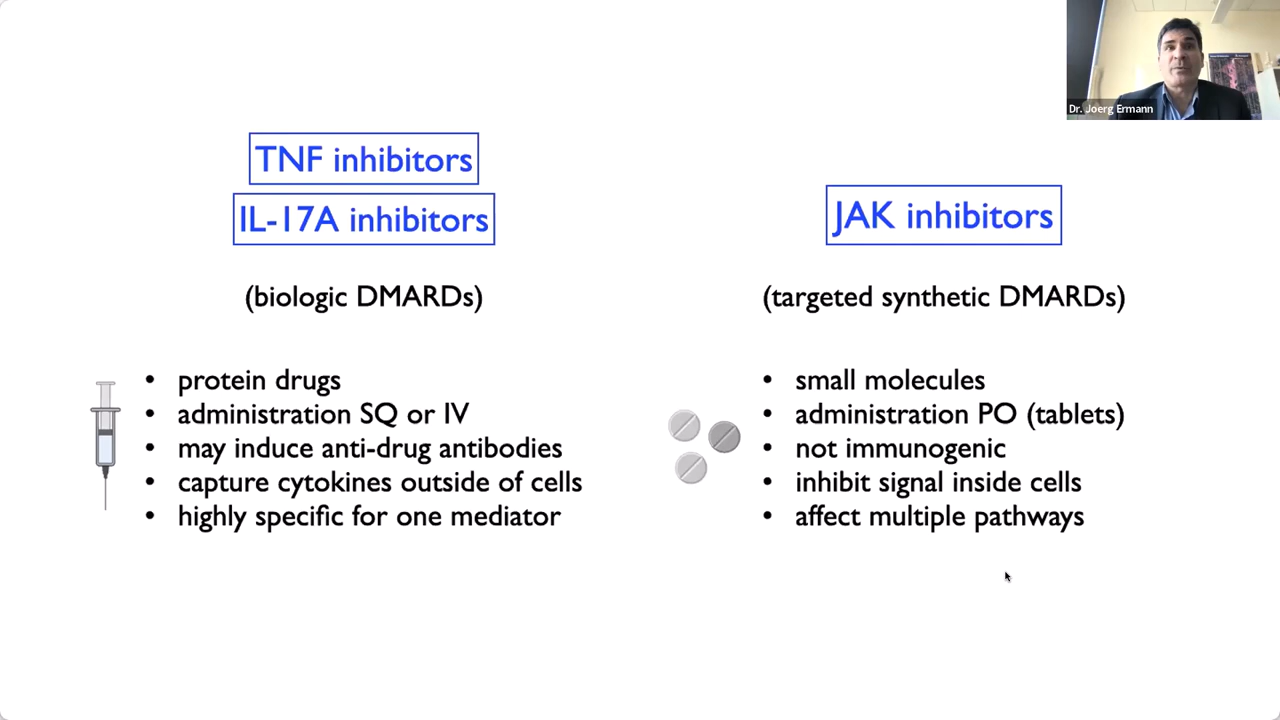 Dr. Joerg Ermann
TNF inhibitors
IL-17A inhibitors
(biologic DMARDs)
• protein drugs
• administration SQ or IV
• may induce anti-drug antibodies
• capture cytokines outside of cells
• highly specific for one mediator
JAK inhibitors
(targeted synthetic DMARDs)
• small molecules
• administration PO (tablets)
• not immunogenic
• inhibit signal inside cells
• affect multiple pathways